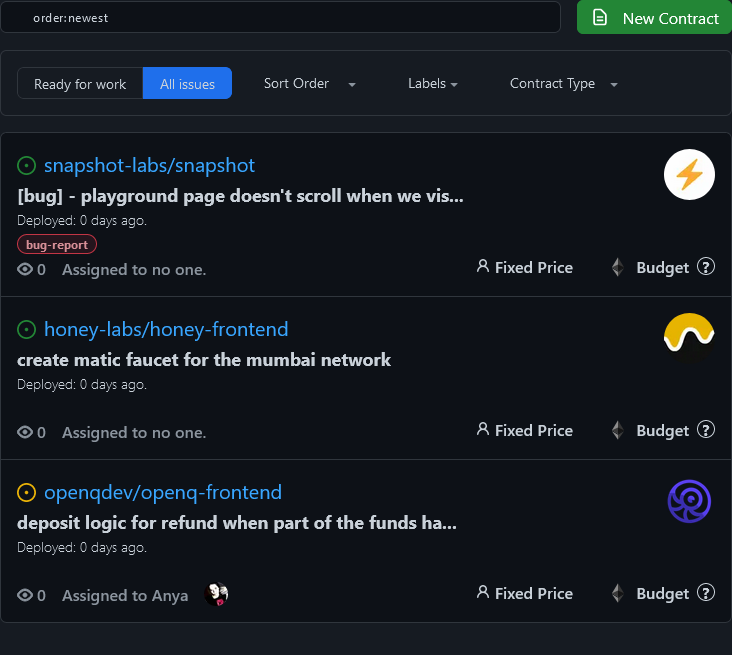 order:newest
New Contract
Ready for work All issues Sort Order Labels Contract Type
snapshot-labs/snapshot
[bug] - playground page doesn't scroll when we vis...
Deployed: 0 days ago.
bug-report
0 Assigned to no one. Fixed Price Budget ?
honey-labs/honey-frontend
create matic faucet for the mumbai network
Deployed: 0 days ago.
0 Assigned to no one. Fixed Price Budget ?
openqdev/openq-frontend
deposit logic for refund when part of the funds ha...
Deployed: 0 days ago.
0 Assigned to Anya Fixed Price Budget ?